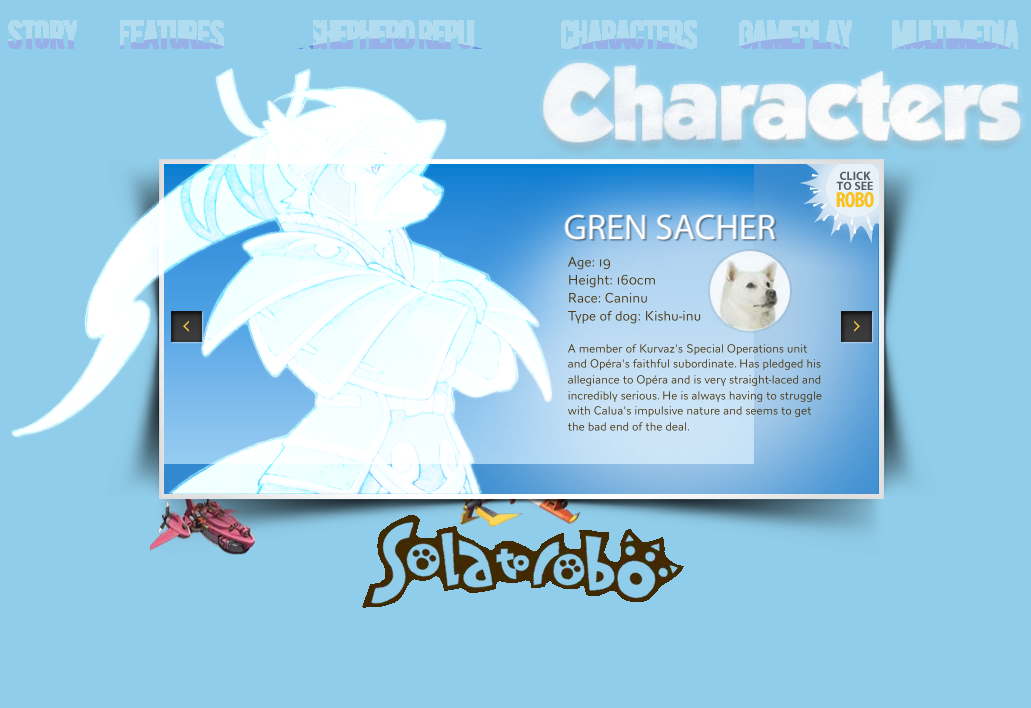 STORY FEATURES SHEPHERD REPU CHARACTERS GAMEPLAY MULTIMEDIA
Characters
CLICK
TO SEE
ROBO
GREN SACHER
Age: 19
Height: 160cm
Race: Caninu
Type of dog: Kishu-inu
A member of Kurvaz's Special Operations unit
and Opéra's faithful subordinate. Has pledged his
allegiance to Opéra and is very straight-laced and
incredibly serious. He is always having to struggle
with Calua's impulsive nature and seems to get
the bad end of the deal.
Solatorobo